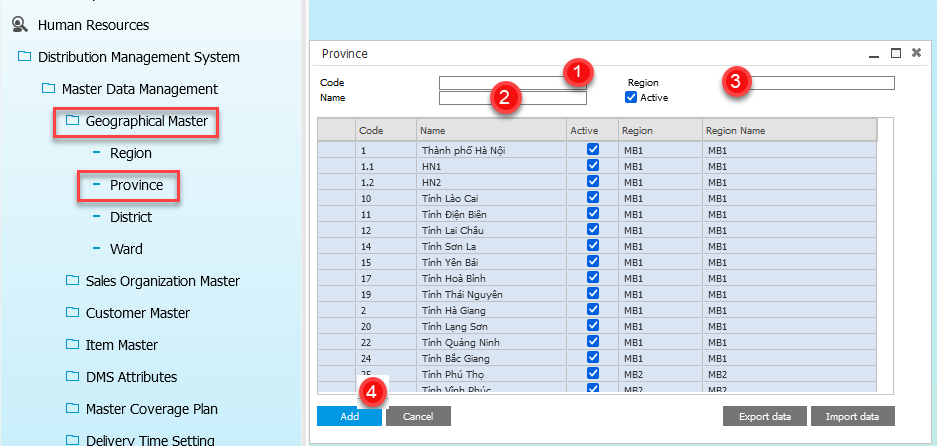 Human Resources
Distribution Management System
Master Data Management
Geographical Master
Region
Province
District
Ward
Sales Organization Master
Customer Master
Item Master
DMS Attributes
Master Coverage Plan
Delivery Time Setting
Province
Code 1 Region 3
Name 2 Active
Code Name Active Region Region Name
1 Thành phố Hà Nội MB1 MB1
1.1 HN1 MB1 MB1
1.2 HN2 MB1 MB1
10 Tỉnh Lào Cai MB1 MB1
11 Tỉnh Điện Biên MB1 MB1
12 Tỉnh Lai Châu MB1 MB1
14 Tỉnh Sơn La MB1 MB1
15 Tỉnh Yên Bái MB1 MB1
17 Tỉnh Hoà Bình MB1 MB1
19 Tỉnh Thái Nguyên MB1 MB1
2 Tỉnh Hà Giang MB1 MB1
20 Tỉnh Lạng Sơn MB1 MB1
22 Tỉnh Quảng Ninh MB1 MB1
24 Tỉnh Bắc Giang MB1 MB1
25 Tỉnh Phú Thọ MB2 MB2
Tỉnh Vĩnh Phúc MB2 MB2
4
Add Cancel Export data Import data